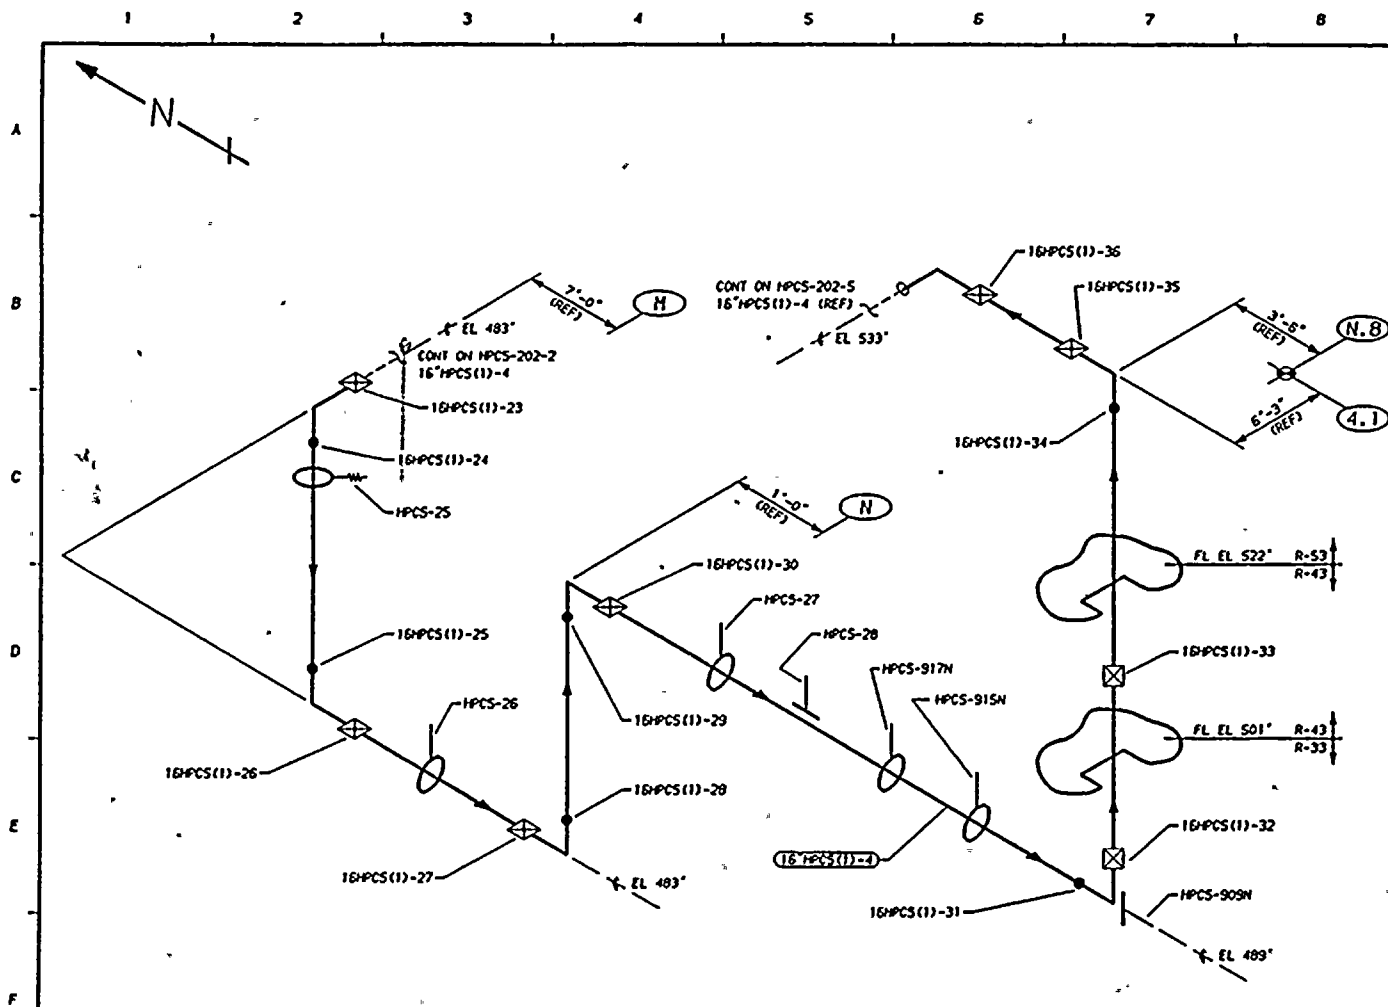 1 2 3 4 5 6 7 8
A
B
C
D
E
F
N
7'-0"
(REF)
M
EL 483'
CONT ON HPCS-202-2
16"HPCS(1)-4
16HPCS(1)-23
16HPCS(1)-24
HPCS-25
16HPCS(1)-25
16HPCS(1)-26
HPCS-26
16HPCS(1)-27
EL 483'
16HPCS(1)-28
16HPCS(1)-29
1'-0"
(REF)
N
16HPCS(1)-30
HPCS-27
HPCS-28
HPCS-917N
HPCS-915N
16"HPCS(1)-4
16HPCS(1)-31
HPCS-909N
EL 489'
16HPCS(1)-32
FL EL 501' R-43
R-33
16HPCS(1)-33
FL EL 522' R-53
R-43
16HPCS(1)-34
16HPCS(1)-35
16HPCS(1)-36
CONT ON HPCS-202-5
16"HPCS(1)-4 (REF)
EL 533'
3'-6"
(REF)
N.8
6'-3"
(REF)
4.1